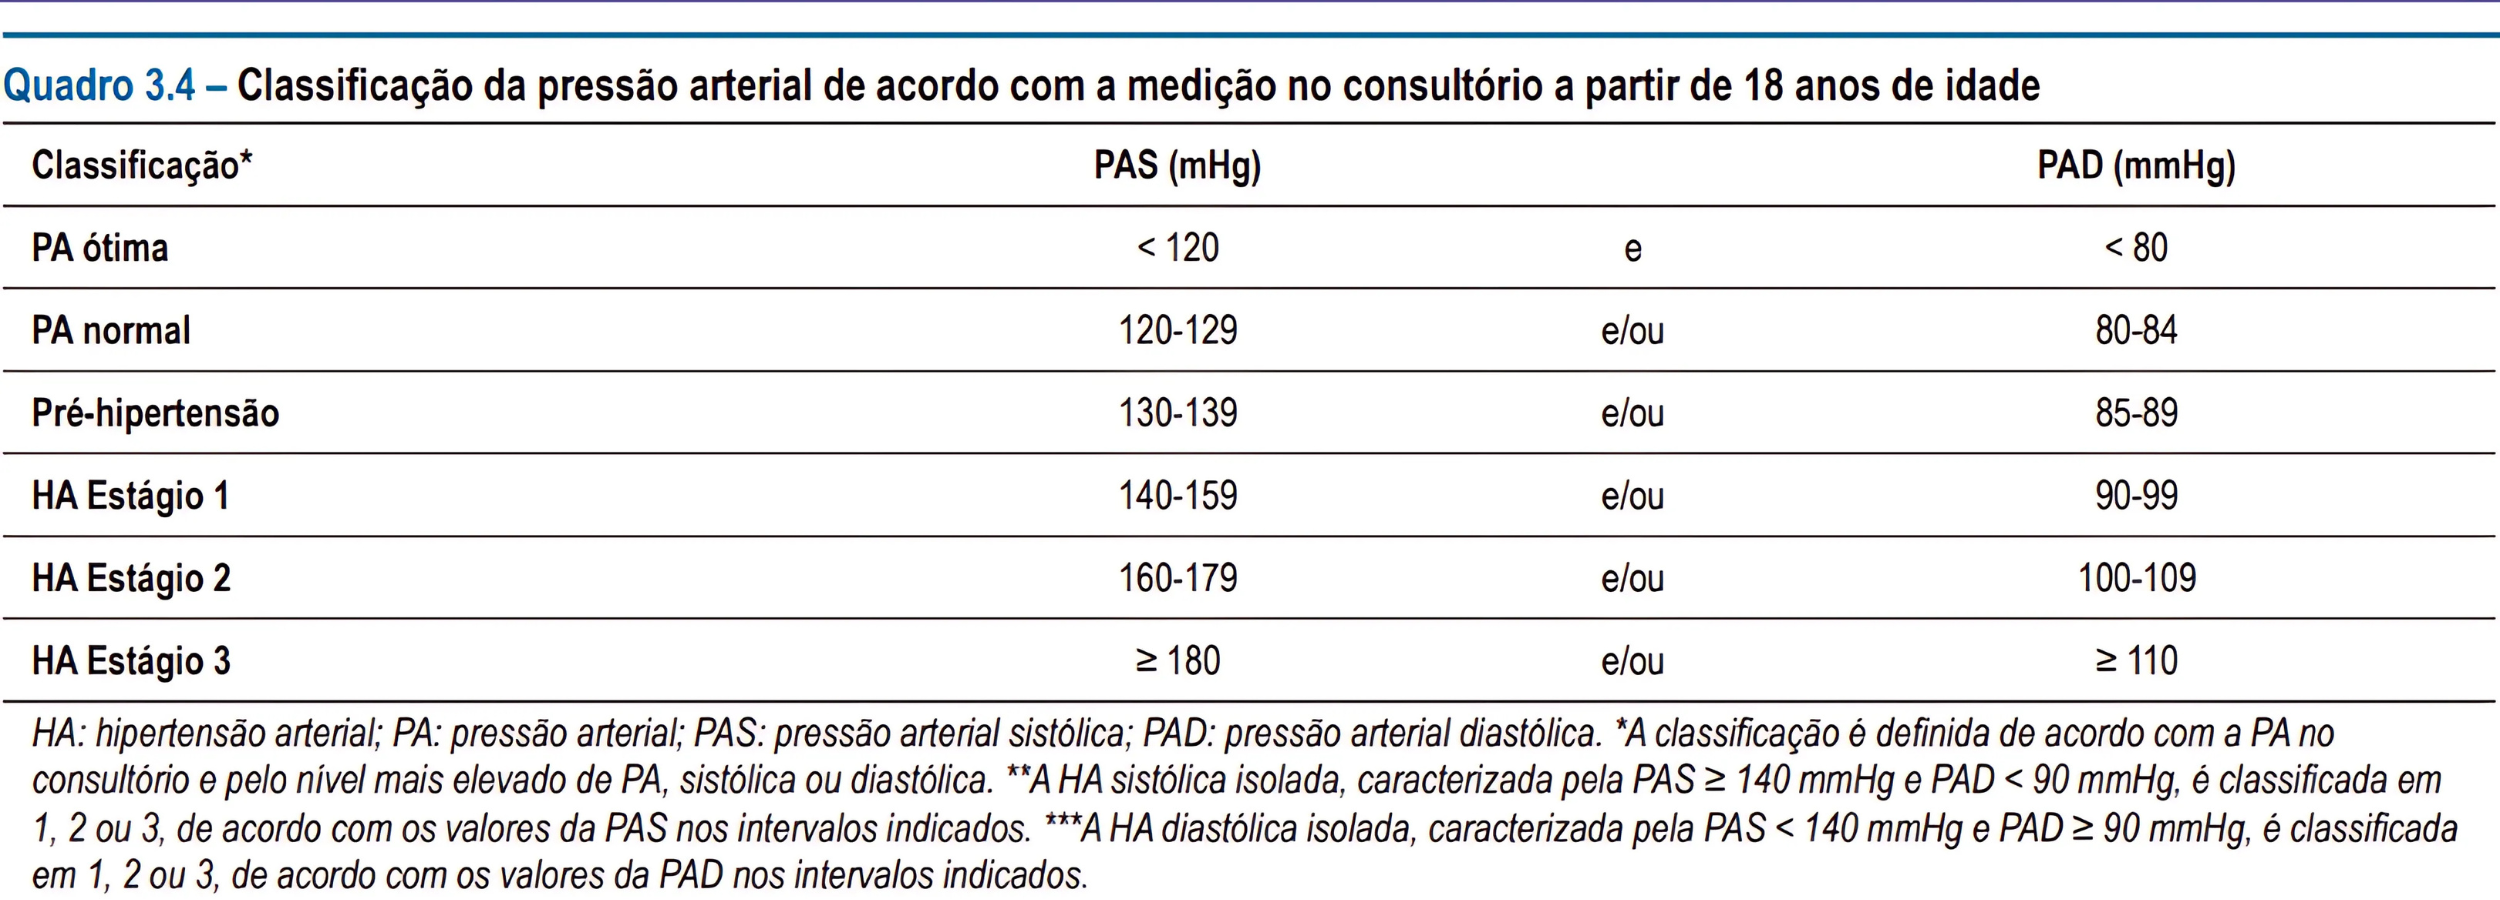 Quadro 3.4 – Classificação da pressão arterial de acordo com a medição no consultório a partir de 18 anos de idade
Classificação* PAS (mHg) PAD (mmHg)
PA ótima < 120 e < 80
PA normal 120-129 e/ou 80-84
Pré-hipertensão 130-139 e/ou 85-89
HA Estágio 1 140-159 e/ou 90-99
HA Estágio 2 160-179 e/ou 100-109
HA Estágio 3 ≥ 180 e/ou ≥ 110
HA: hipertensão arterial; PA: pressão arterial; PAS: pressão arterial sistólica; PAD: pressão arterial diastólica. *A classificação é definida de acordo com a PA no
consultório e pelo nível mais elevado de PA, sistólica ou diastólica. **A HA sistólica isolada, caracterizada pela PAS ≥ 140 mmHg e PAD < 90 mmHg, é classificada em
1, 2 ou 3, de acordo com os valores da PAS nos intervalos indicados. ***A HA diastólica isolada, caracterizada pela PAS < 140 mmHg e PAD ≥ 90 mmHg, é classificada
em 1, 2 ou 3, de acordo com os valores da PAD nos intervalos indicados.